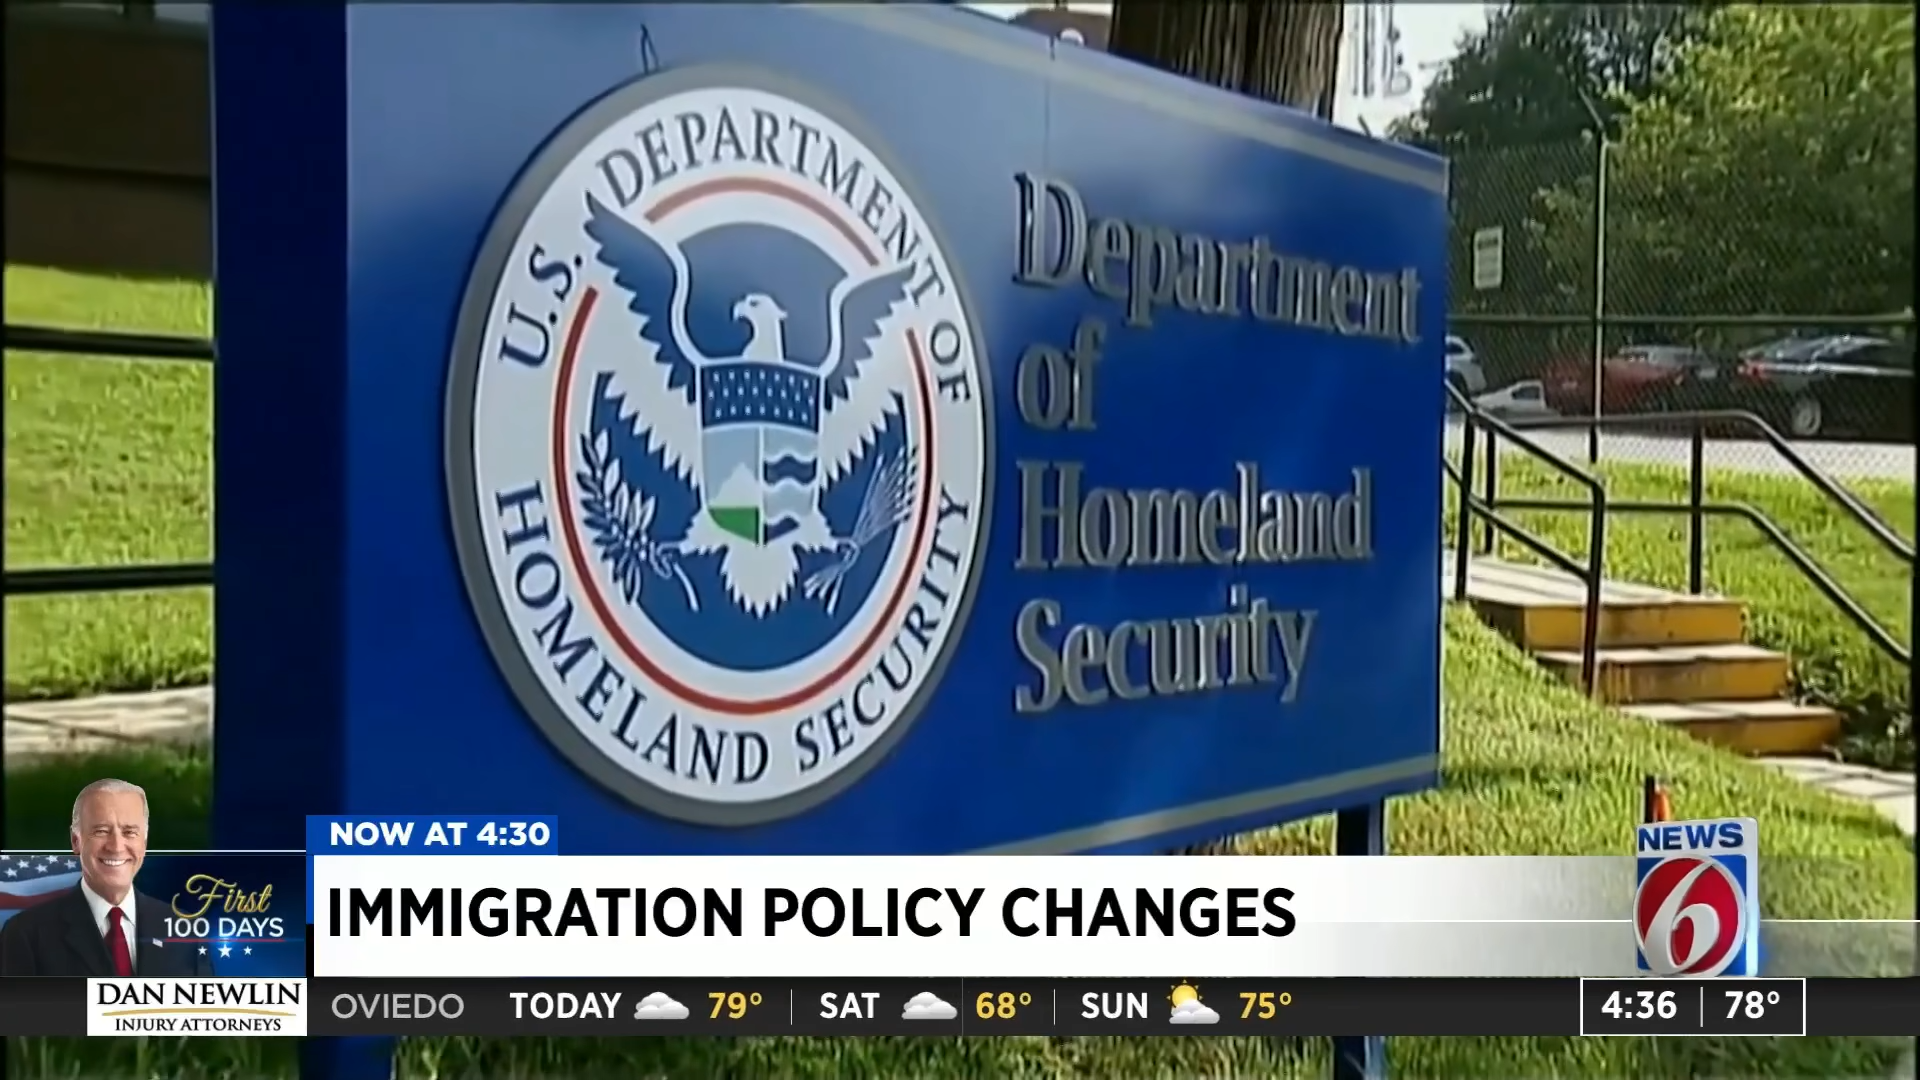 U.S. DEPARTMENT OF
HOMELAND SECURITY
Department
of
Homeland
Security
NOW AT 4:30
IMMIGRATION POLICY CHANGES
First
100 DAYS
NEWS
6
DAN NEWLIN
INJURY ATTORNEYS
OVIEDO TODAY 79° SAT 68° SUN 75°
4:36 78°